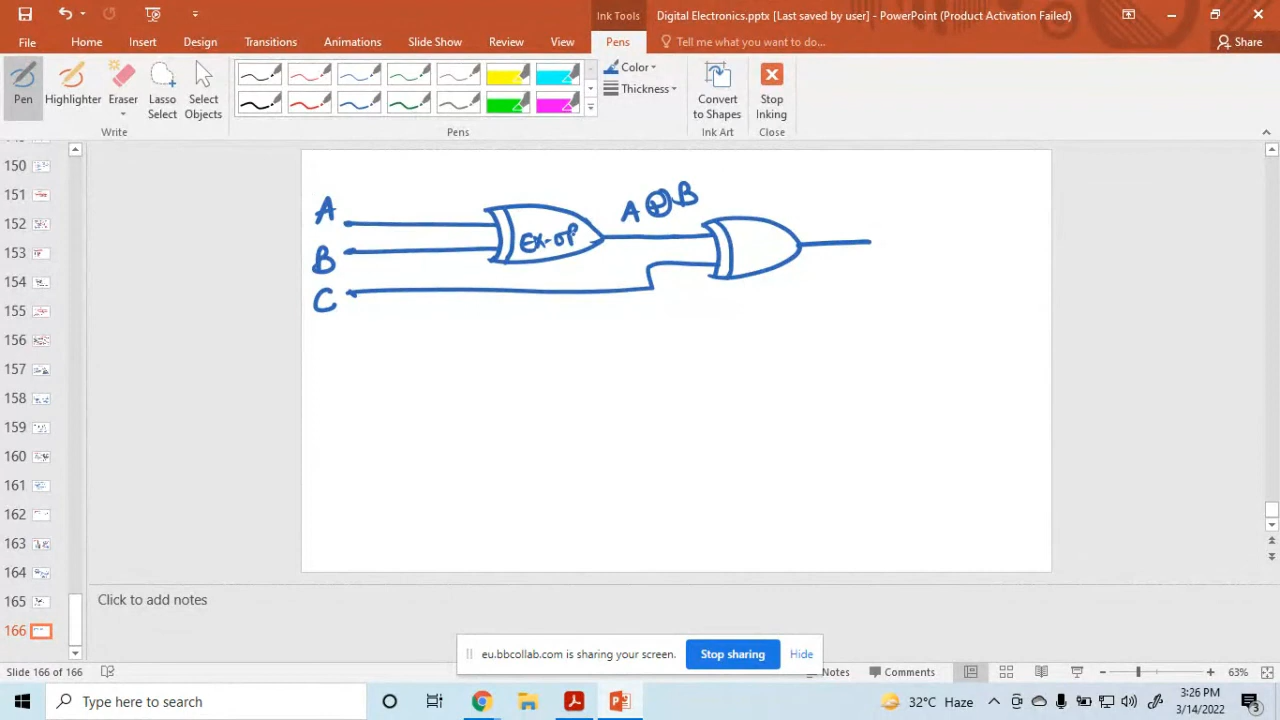 Ink Tools
Digital Electronics.pptx [Last saved by user] - PowerPoint (Product Activation Failed)
File Home Insert Design Transitions Animations Slide Show Review View Pens Tell me what you want to do... Share
Pen Highlighter Eraser Lasso Select Select Objects
Color
Thickness
Convert to Shapes
Stop Inking
Write Pens Ink Art Close
150
151
152
153
154
155
156
157
158
159
160
161
162
163
164
165
166
A ⊕ B
A
B
C
EX-OR
Click to add notes
eu.bbcollab.com is sharing your screen. Stop sharing Hide
Slide 166 of 166 Notes Comments 63%
Type here to search 32°C Haze 3:26 PM
3/14/2022
3